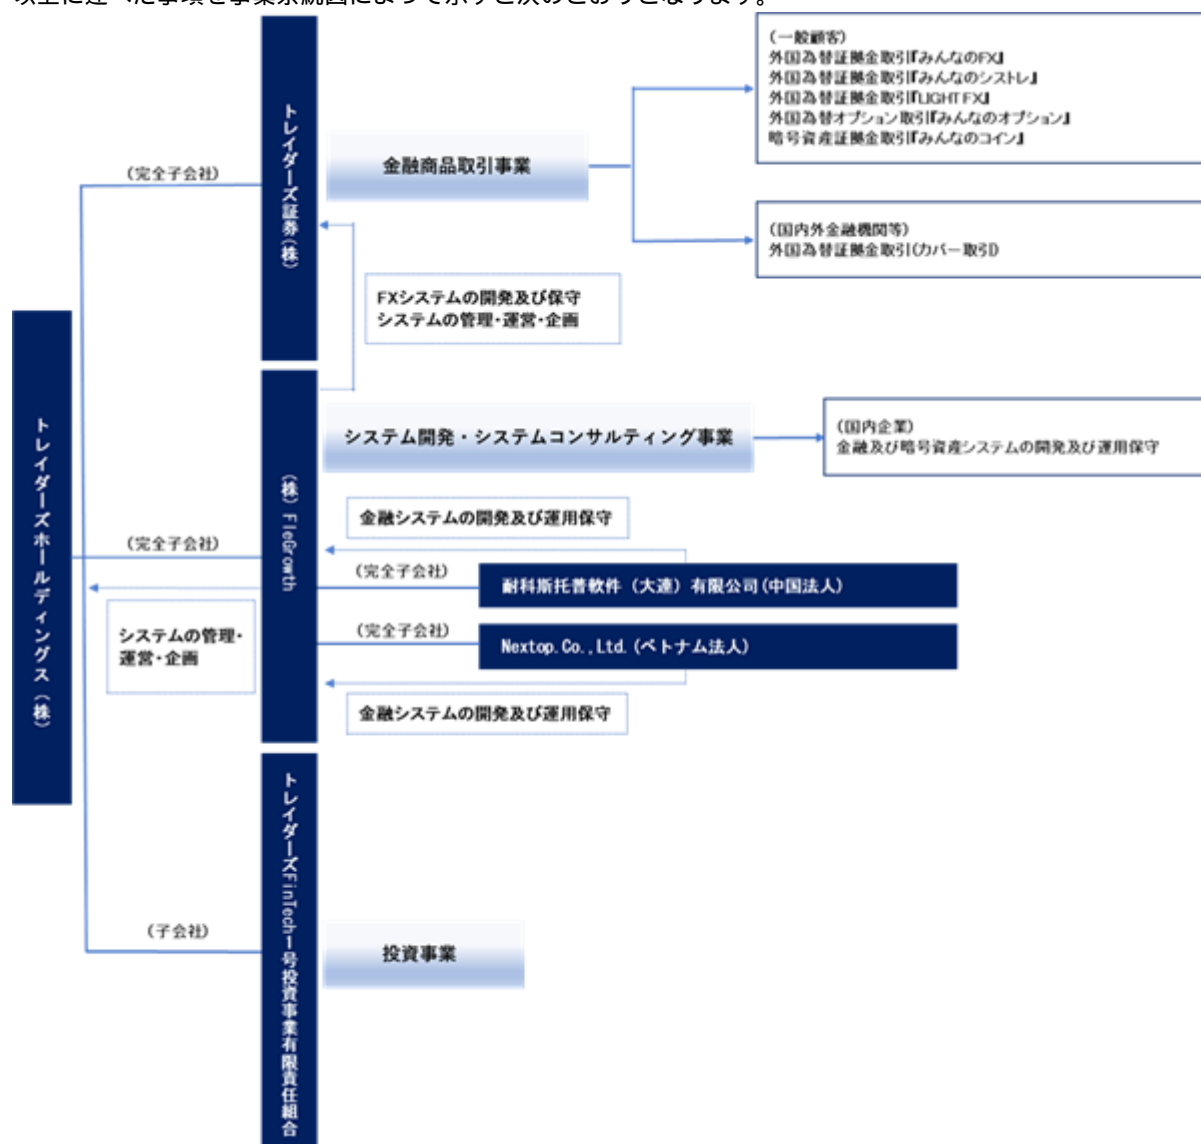 以上に述べた事項を事業系統図によって示すと次のとおりとなります。
(一般顧客)
外国為替証拠金取引『みんなのFX』
外国為替証拠金取引『みんなのシストレ』
外国為替証拠金取引『LIGHT FX』
外国為替オプション取引『みんなのオプション』
暗号資産証拠金取引『みんなのコイン』
トレイダーズ証券(株)
金融商品取引事業
(完全子会社)
(国内外金融機関等)
外国為替証拠金取引(カバー取引)
FXシステムの開発及び保守
システムの管理・運営・企画
トレイダーズホールディングス(株)
(株)FleGrowth
システム開発・システムコンサルティング事業
(国内企業)
金融及び暗号資産システムの開発及び運用保守
金融システムの開発及び運用保守
(完全子会社)
(完全子会社)
耐科斯托普軟件(大連)有限公司(中国法人)
システムの管理・
運営・企画
(完全子会社)
Nextop.Co.,Ltd.(ベトナム法人)
金融システムの開発及び運用保守
トレイダーズFinTech1号投資事業有限責任組合
(子会社)
投資事業